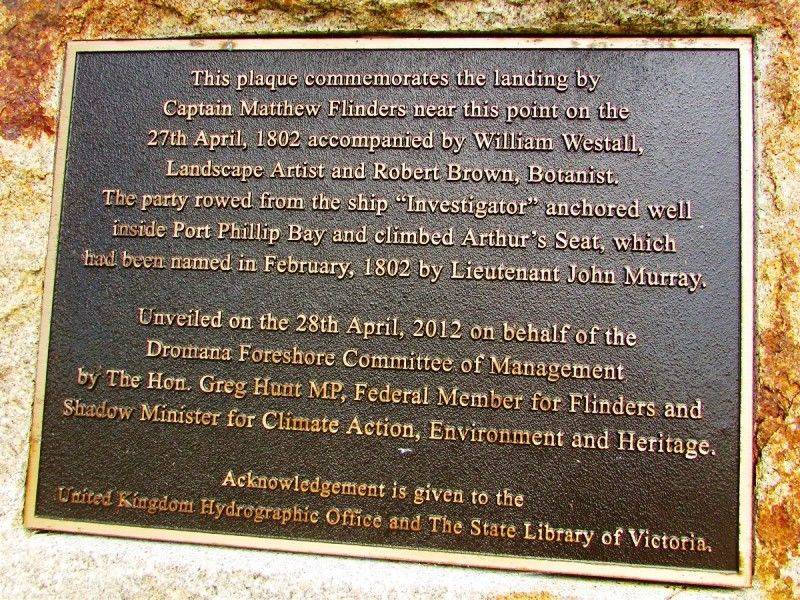 This plaque commemorates the landing by
Captain Matthew Flinders near this point on the
27th April, 1802 accompanied by William Westall,
Landscape Artist and Robert Brown, Botanist.
The party rowed from the ship “Investigator” anchored well
inside Port Phillip Bay and climbed Arthur’s Seat, which
had been named in February, 1802 by Lieutenant John Murray.
Unveiled on the 28th April, 2012 on behalf of the
Dromana Foreshore Committee of Management
by The Hon. Greg Hunt MP, Federal Member for Flinders and
Shadow Minister for Climate Action, Environment and Heritage.
Acknowledgement is given to the
United Kingdom Hydrographic Office and The State Library of Victoria.